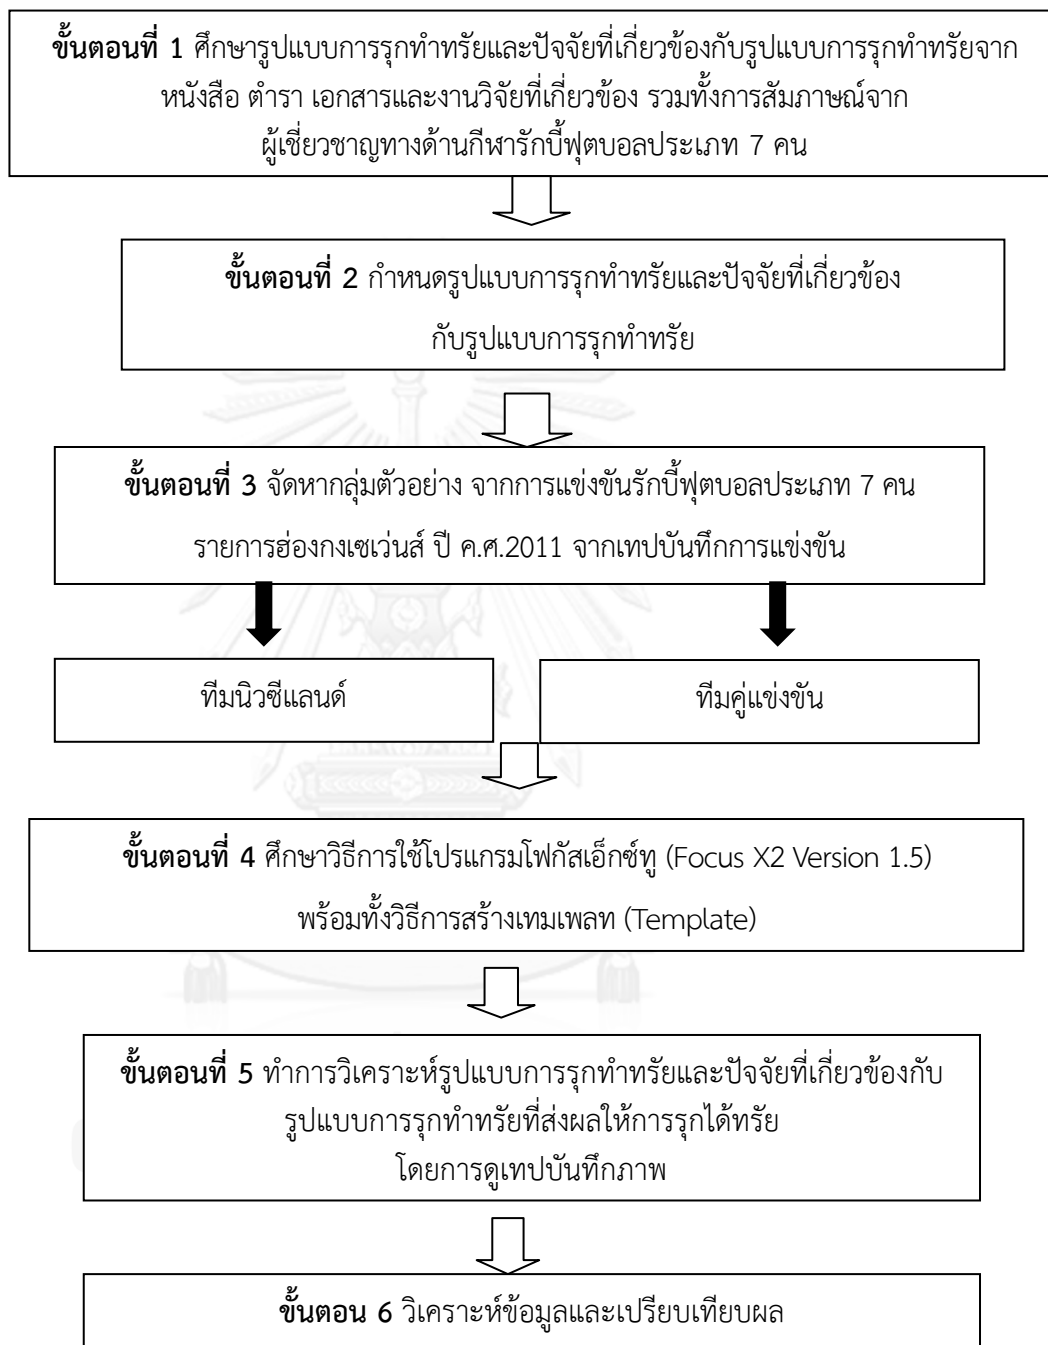 ขั้นตอนที่ 1 ศึกษารูปแบบการรุกทำทรัยและปัจจัยที่เกี่ยวข้องกับรูปแบบการรุกทำทรัยจาก
หนังสือ ตำรา เอกสารและงานวิจัยที่เกี่ยวข้อง รวมทั้งการสัมภาษณ์จาก
ผู้เชี่ยวชาญทางด้านกีฬารักบี้ฟุตบอลประเภท 7 คน
ขั้นตอนที่ 2 กำหนดรูปแบบการรุกทำทรัยและปัจจัยที่เกี่ยวข้อง
กับรูปแบบการรุกทำทรัย
ขั้นตอนที่ 3 จัดหากลุ่มตัวอย่าง จากการแข่งขันรักบี้ฟุตบอลประเภท 7 คน
รายการฮ่องกงเซเว่นส์ ปี ค.ศ.2011 จากเทปบันทึกการแข่งขัน
ทีมนิวซีแลนด์
ทีมคู่แข่งขัน
ขั้นตอนที่ 4 ศึกษาวิธีการใช้โปรแกรมโฟกัสเอ็กซ์ทู (Focus X2 Version 1.5)
พร้อมทั้งวิธีการสร้างเทมเพลท (Template)
ขั้นตอนที่ 5 ทำการวิเคราะห์รูปแบบการรุกทำทรัยและปัจจัยที่เกี่ยวข้องกับ
รูปแบบการรุกทำทรัยที่ส่งผลให้การรุกได้ทรัย
โดยการดูเทปบันทึกภาพ
ขั้นตอน 6 วิเคราะห์ข้อมูลและเปรียบเทียบผล